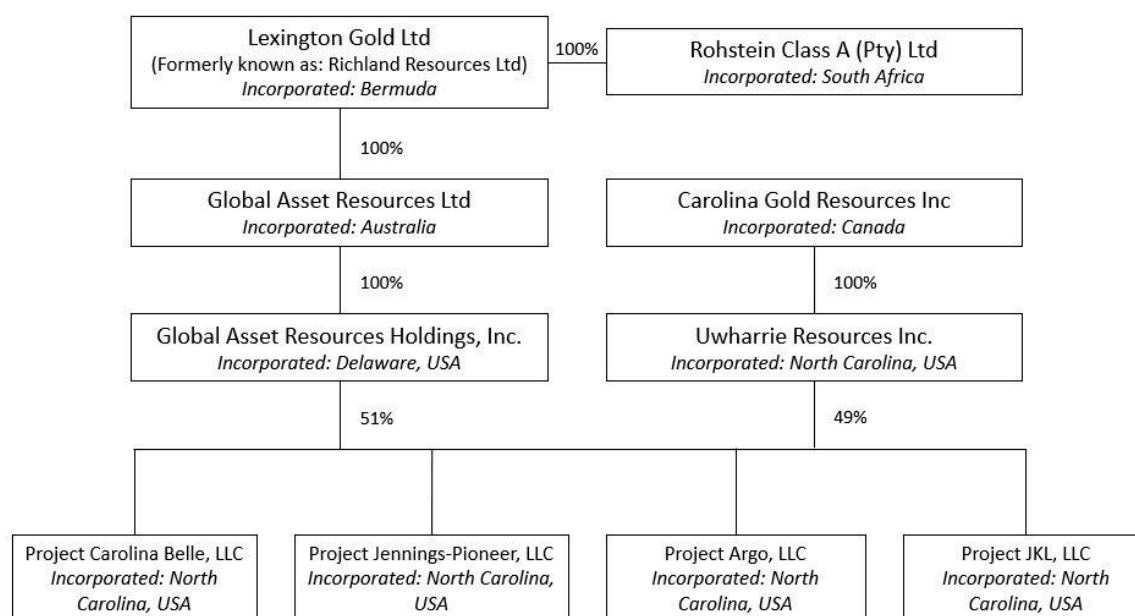 Lexington Gold Ltd
(Formerly known as: Richland Resources Ltd)
Incorporated: Bermuda
100%
Rohstein Class A (Pty) Ltd
Incorporated: South Africa
100%
Global Asset Resources Ltd
Incorporated: Australia
Carolina Gold Resources Inc
Incorporated: Canada
100%
100%
Global Asset Resources Holdings, Inc.
Incorporated: Delaware, USA
Uwharrie Resources Inc.
Incorporated: North Carolina, USA
51%
49%
Project Carolina Belle, LLC
Incorporated: North
Carolina, USA
Project Jennings-Pioneer, LLC
Incorporated: North Carolina,
USA
Project Argo, LLC
Incorporated: North
Carolina, USA
Project JKL, LLC
Incorporated: North
Carolina, USA